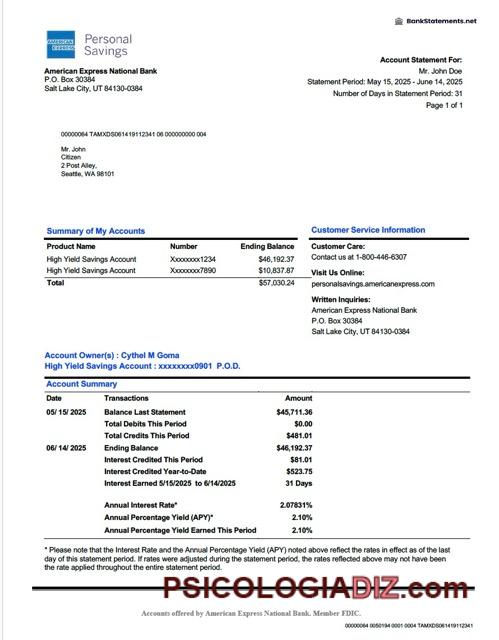 BankStatements.net
AMERICAN EXPRESS
Personal
Savings
American Express National Bank
P.O. Box 30384
Salt Lake City, UT 84130-0384
Account Statement For:
Mr. John Doe
Statement Period: May 15, 2025 - June 14, 2025
Number of Days in Statement Period: 31
Page 1 of 1
00000064 TAMXDS061419112341 06 000000000 004
Mr. John
Citizen
2 Post Alley,
Seattle, WA 98101
Summary of My Accounts
Product Name Number Ending Balance
High Yield Savings Account Xxxxxxxx1234 $46,192.37
High Yield Savings Account Xxxxxxxx7890 $10,837.87
Total $57,030.24
Customer Service Information
Customer Care:
Contact us at 1-800-446-6307
Visit Us Online:
personalsavings.americanexpress.com
Written Inquiries:
American Express National Bank
P.O. Box 30384
Salt Lake City, UT 84130-0384
Account Owner(s) : Cythel M Goma
High Yield Savings Account : xxxxxxxx0901 P.O.D.
Account Summary
Date Transactions Amount
05/ 15/ 2025 Balance Last Statement $45,711.36
Total Debits This Period $0.00
Total Credits This Period $481.01
06/ 14/ 2025 Ending Balance $46,192.37
Interest Credited This Period $81.01
Interest Credited Year-to-Date $523.75
Interest Earned 5/15/2025 to 6/14/2025 31 Days
Annual Interest Rate* 2.07831%
Annual Percentage Yield (APY)* 2.10%
Annual Percentage Yield Earned This Period 2.10%
* Please note that the Interest Rate and the Annual Percentage Yield (APY) noted above reflect the rates in effect as of the last
day of this statement period. If rates were adjusted during the statement period, the rates reflected above may not have been
the rate applied throughout the entire statement period.
PSICOLOGIADIZ.com
Accounts offered by American Express National Bank. Member FDIC.
00000064 0050194 0001 0004 TAMXDS061419112341